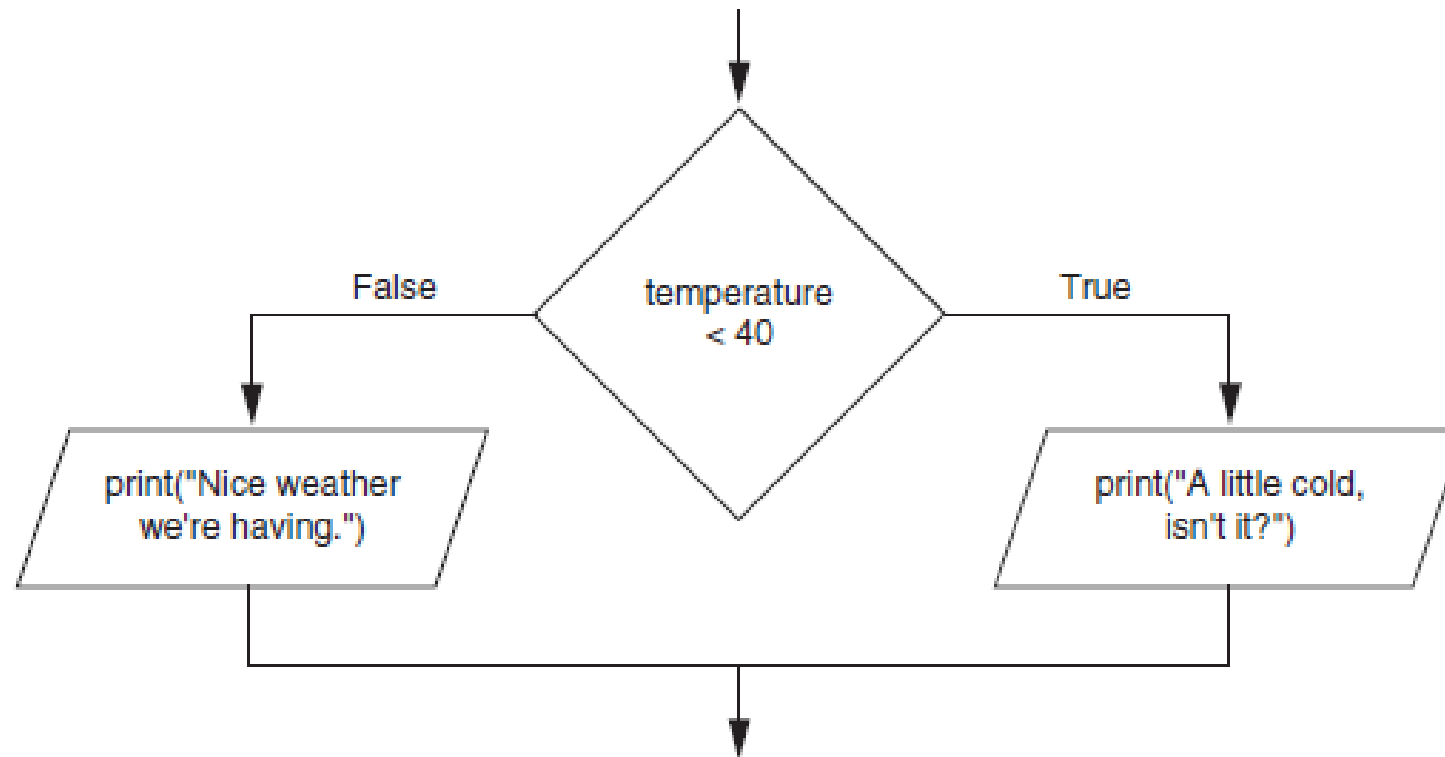 False
temperature
< 40
True
print("Nice weather
we're having.")
print("A little cold,
isn't it?")